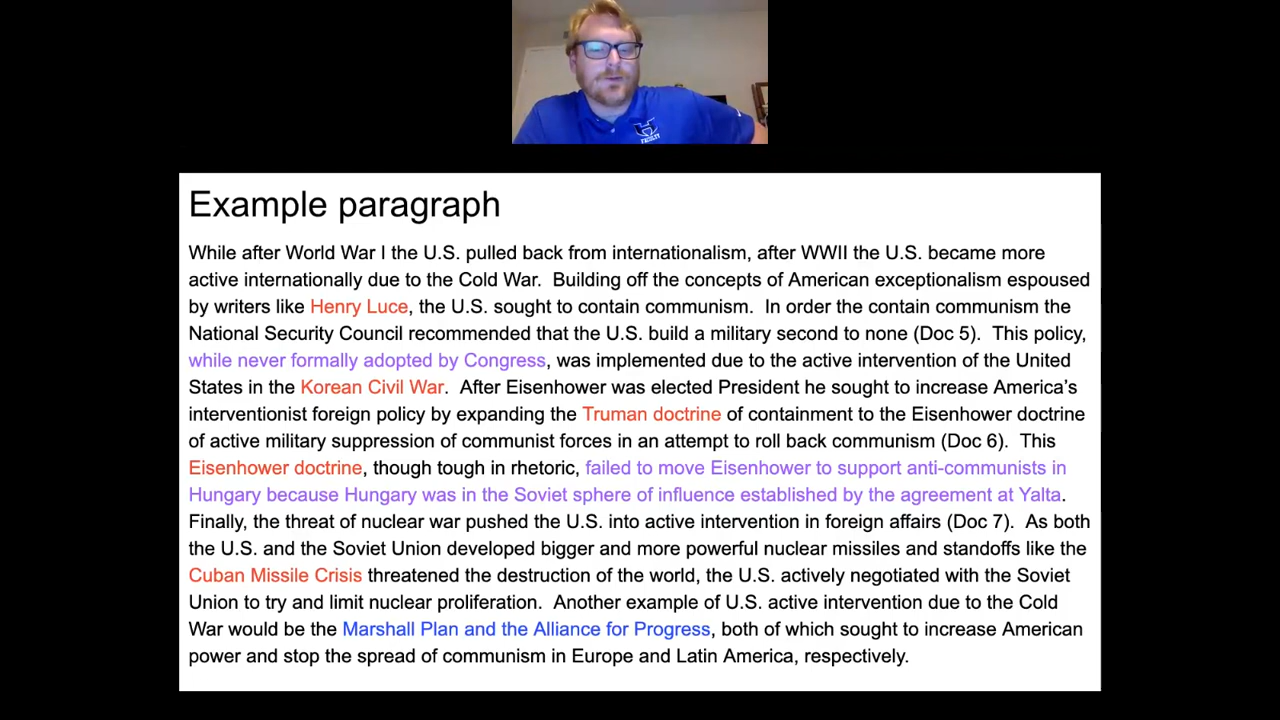 FACULTY
Example paragraph
While after World War I the U.S. pulled back from internationalism, after WWII the U.S. became more
active internationally due to the Cold War.  Building off the concepts of American exceptionalism espoused
by writers like Henry Luce, the U.S. sought to contain communism.  In order the contain communism the
National Security Council recommended that the U.S. build a military second to none (Doc 5).  This policy,
while never formally adopted by Congress, was implemented due to the active intervention of the United
States in the Korean Civil War.  After Eisenhower was elected President he sought to increase America's
interventionist foreign policy by expanding the Truman doctrine of containment to the Eisenhower doctrine
of active military suppression of communist forces in an attempt to roll back communism (Doc 6).  This
Eisenhower doctrine, though tough in rhetoric, failed to move Eisenhower to support anti-communists in
Hungary because Hungary was in the Soviet sphere of influence established by the agreement at Yalta.
Finally, the threat of nuclear war pushed the U.S. into active intervention in foreign affairs (Doc 7).  As both
the U.S. and the Soviet Union developed bigger and more powerful nuclear missiles and standoffs like the
Cuban Missile Crisis threatened the destruction of the world, the U.S. actively negotiated with the Soviet
Union to try and limit nuclear proliferation.  Another example of U.S. active intervention due to the Cold
War would be the Marshall Plan and the Alliance for Progress, both of which sought to increase American
power and stop the spread of communism in Europe and Latin America, respectively.